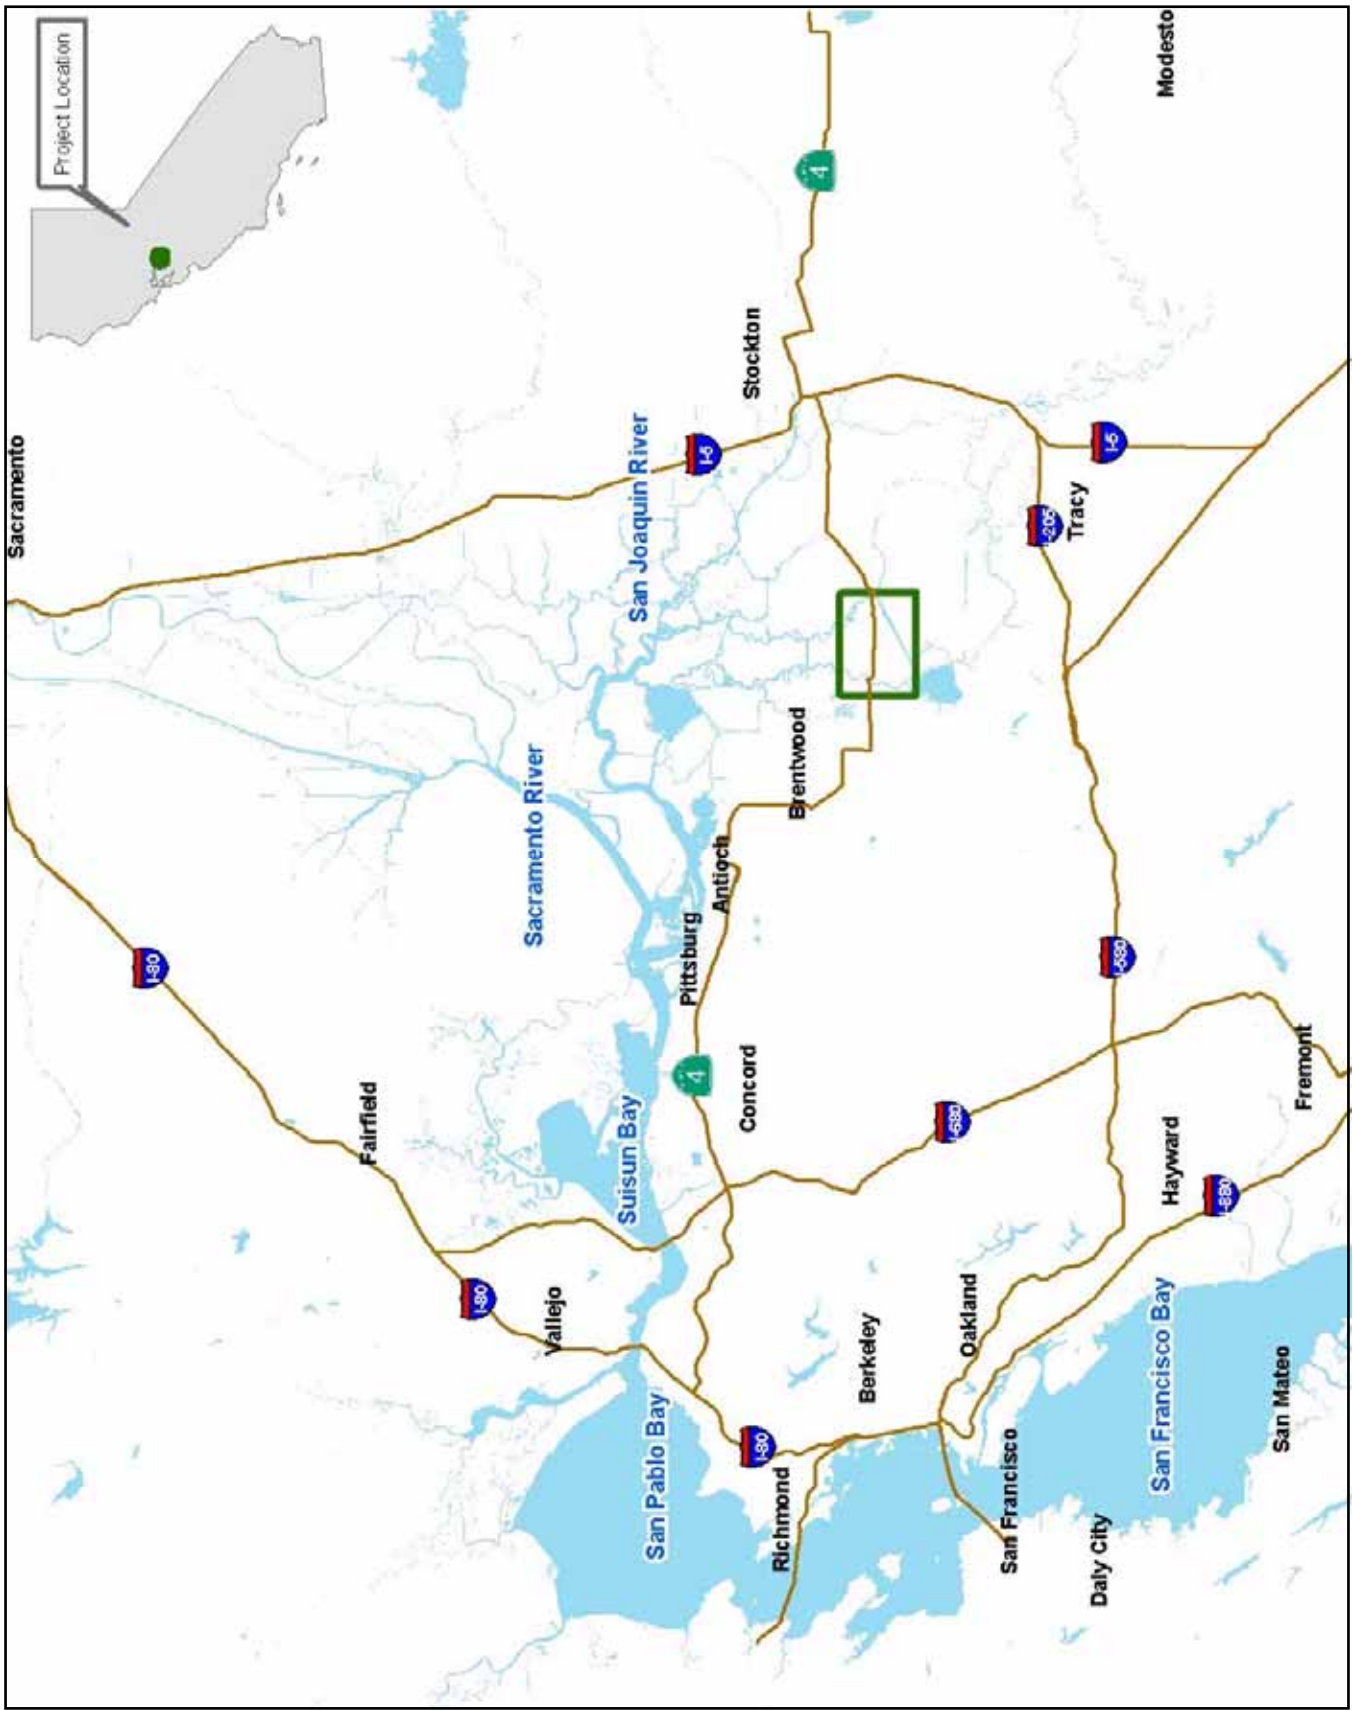 Sacramento
Project Location
I-80
Fairfield
I-80
Sacramento River
Vallejo
Suisun Bay
San Joaquin River
San Pablo Bay
Pittsburg
4
I-5
Antioch
Concord
Stockton
I-80
Richmond
Brentwood
4
Berkeley
I-680
Oakland
San Francisco
I-205
Tracy
Daly City
I-5
I-580
San Francisco Bay
Hayward
Modesto
I-880
San Mateo
Fremont